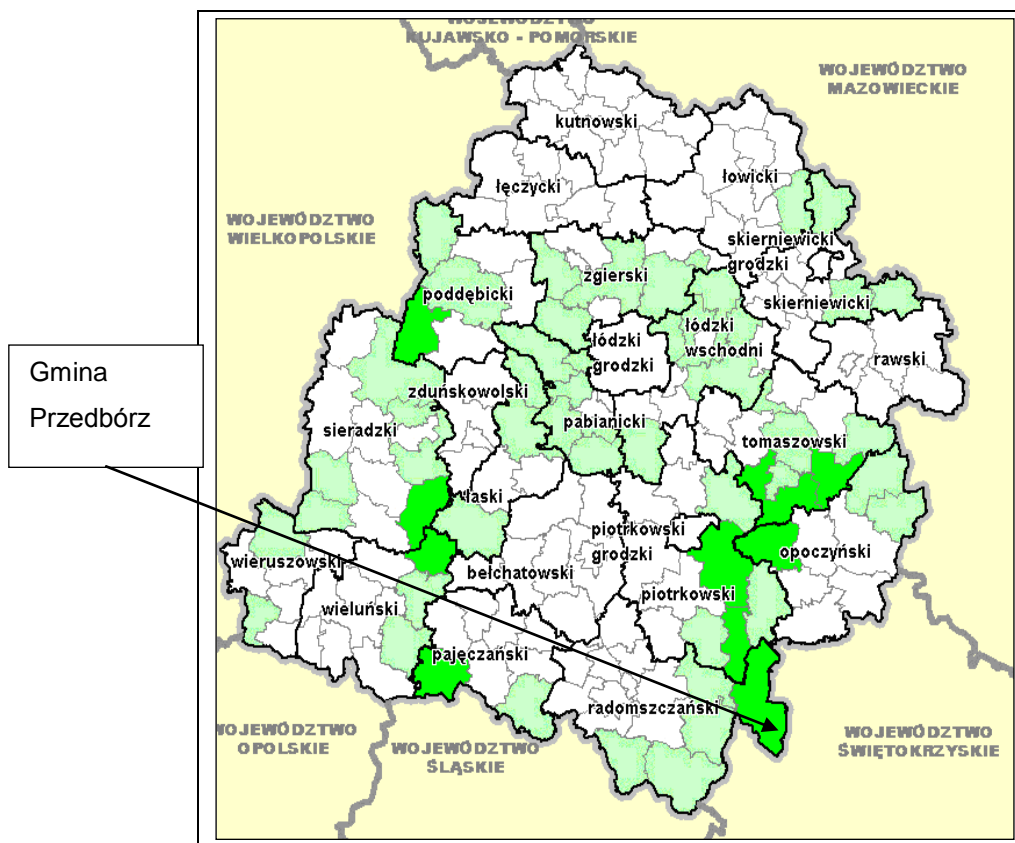 WOJEWÓDZTWO
KUJAWSKO - POMORSKIE
WOJEWÓDZTWO
MAZOWIECKIE
kutnowski
łęczycki
łowicki
WOJEWÓDZTWO
WIELKOPOLSKIE
skierniewicki
grodzki
zgierski
poddębicki
skierniewicki
łódzki
wschodni
łódzki
grodzki
rawski
Gmina
Przedbórz
zduńskowolski
sieradzki
pabianicki
tomaszowski
łaski
piotrkowski
grodzki
opoczyński
wieruszowski
bełchatowski
piotrkowski
wieluński
pajęczański
radomszczański
WOJEWÓDZTWO
OPOLSKIE
WOJEWÓDZTWO
ŚLĄSKIE
WOJEWÓDZTWO
ŚWIĘTOKRZYSKIE